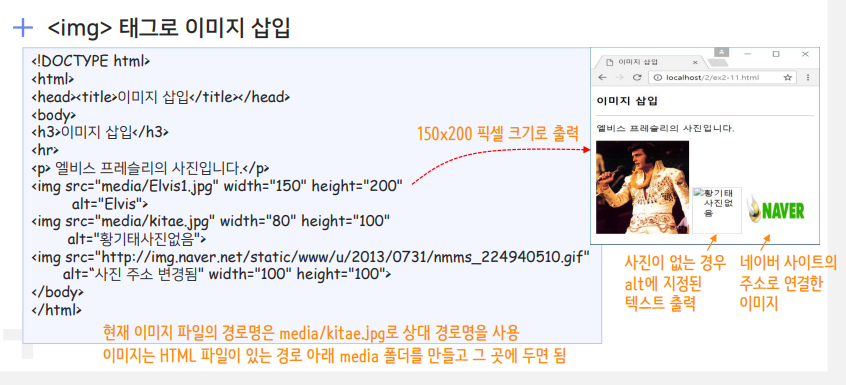 <img> 태그로 이미지 삽입
<!DOCTYPE html>
<html>
<head><title>이미지 삽입</title></head>
<body>
<h3>이미지 삽입</h3>
<hr>
<p> 엘비스 프레슬리의 사진입니다.</p>
<img src="media/Elvis1.jpg" width="150" height="200"
alt="Elvis">
<img src="media/kitae.jpg" width="80" height="100"
alt="황기태사진없음">
<img src="http://img.naver.net/static/www/u/2013/0731/nmms_224940510.gif"
alt=“사진 주소 변경됨" width="100" height="100">
</body>
</html>
현재 이미지 파일의 경로명은 media/kitae.jpg로 상대 경로명을 사용
이미지는 HTML 파일이 있는 경로 아래 media 폴더를 만들고 그 곳에 두면 됨
150x200 픽셀 크기로 출력
이미지 삽입
localhost/2/ex2-11.html
이미지 삽입
엘비스 프레슬리의 사진입니다.
황기태
사진없
음
NAVER
사진이 없는 경우
alt에 지정된
텍스트 출력
네이버 사이트의
주소로 연결한
이미지